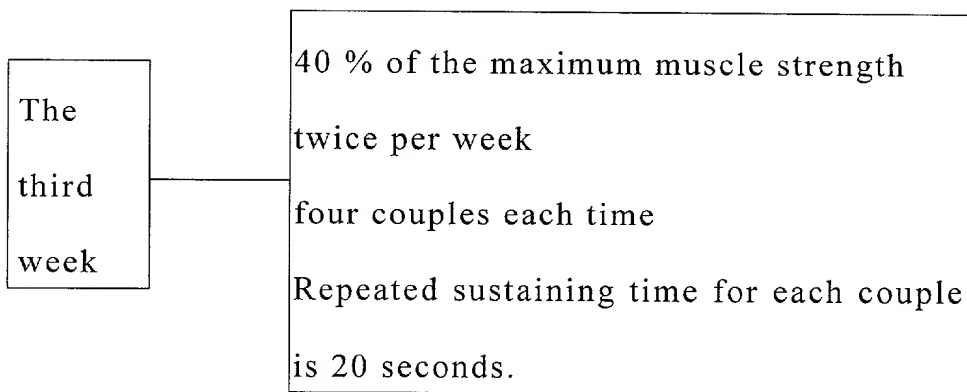 The
third
week
40 % of the maximum muscle strength
twice per week
four couples each time
Repeated sustaining time for each couple
is 20 seconds.